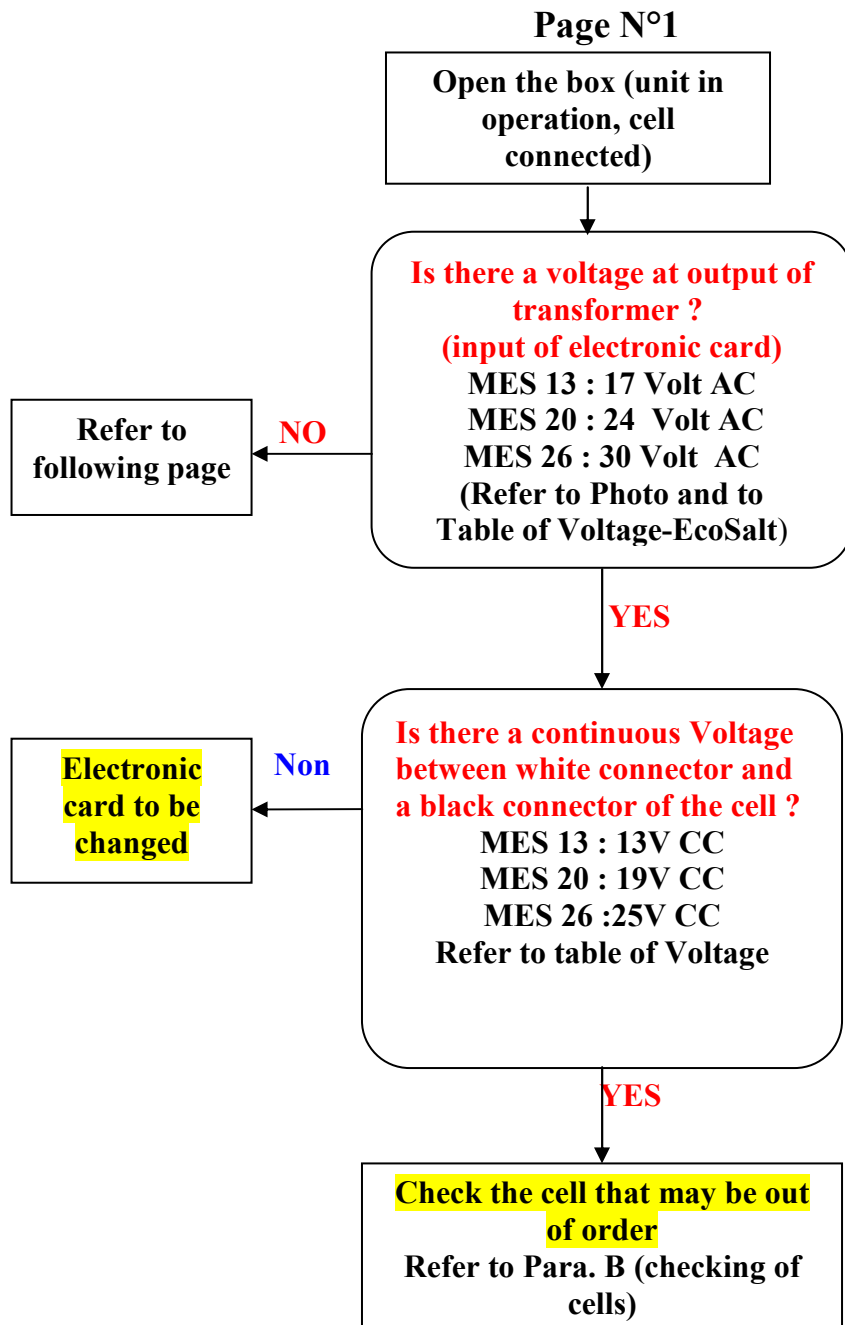 Page N°1
Open the box (unit in
operation, cell
connected)
Is there a voltage at output of
transformer ?
(input of electronic card)
MES 13 : 17 Volt AC
MES 20 : 24 Volt AC
MES 26 : 30 Volt AC
(Refer to Photo and to
Table of Voltage-EcoSalt)
NO
Refer to
following page
YES
Is there a continuous Voltage
between white connector and
a black connector of the cell ?
MES 13 : 13V CC
MES 20 : 19V CC
MES 26 :25V CC
Refer to table of Voltage
Non
Electronic
card to be
changed
YES
Check the cell that may be out
of order
Refer to Para. B (checking of
cells)